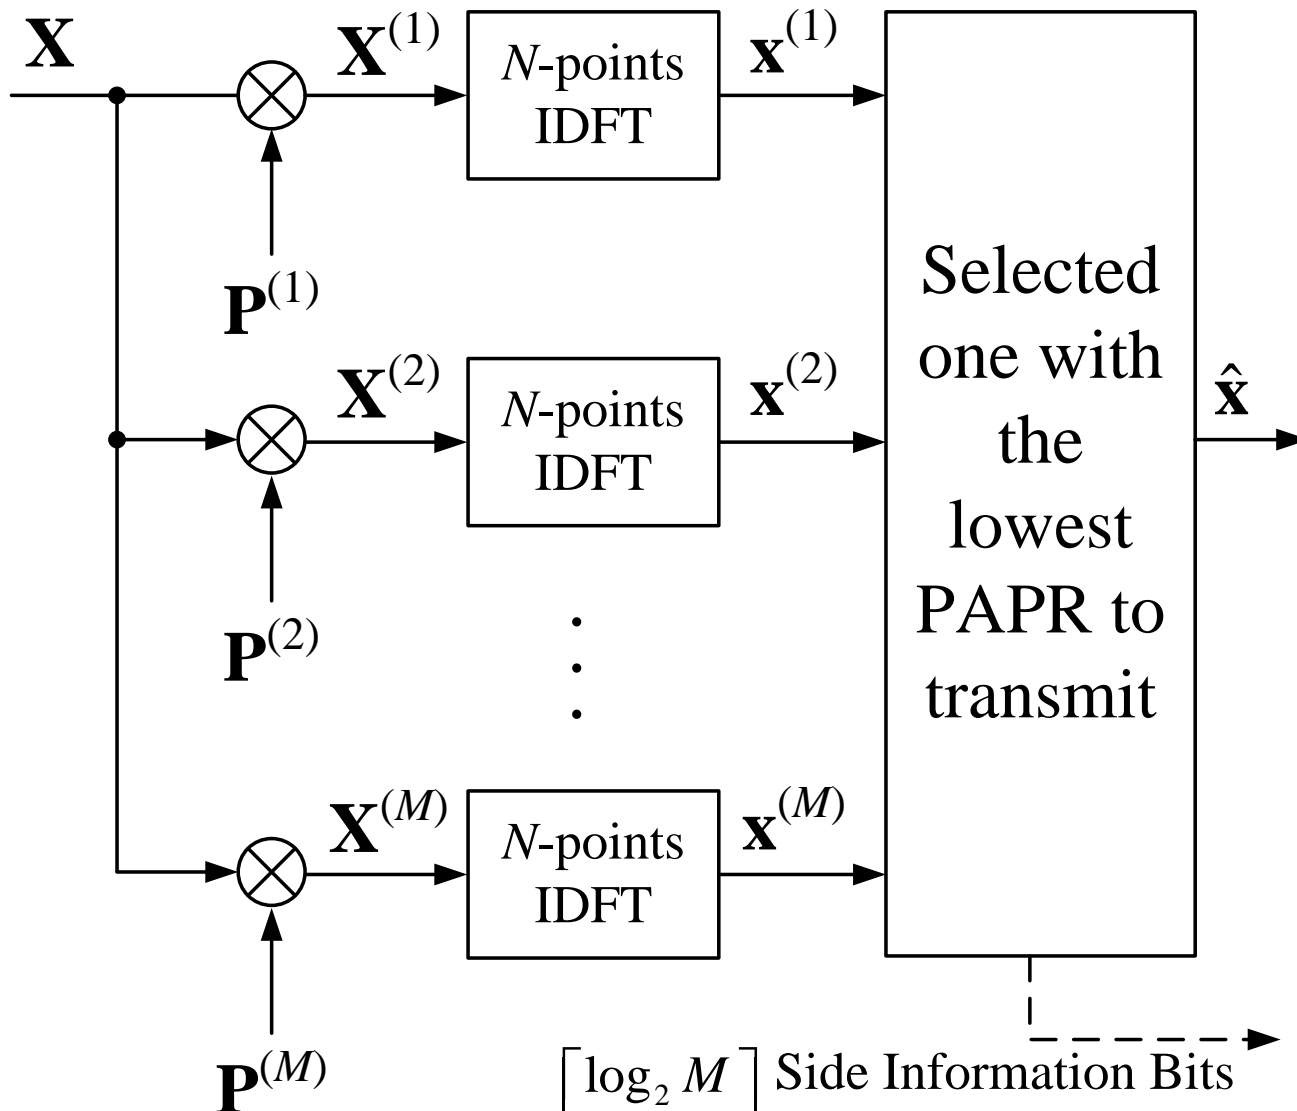 X
X^(1)
N-points
IDFT
x^(1)
P^(1)
X^(2)
N-points
IDFT
x^(2)
P^(2)
X^(M)
N-points
IDFT
x^(M)
P^(M)
Selected
one with
the
lowest
PAPR to
transmit
x̂
⌈log₂ M⌉ Side Information Bits